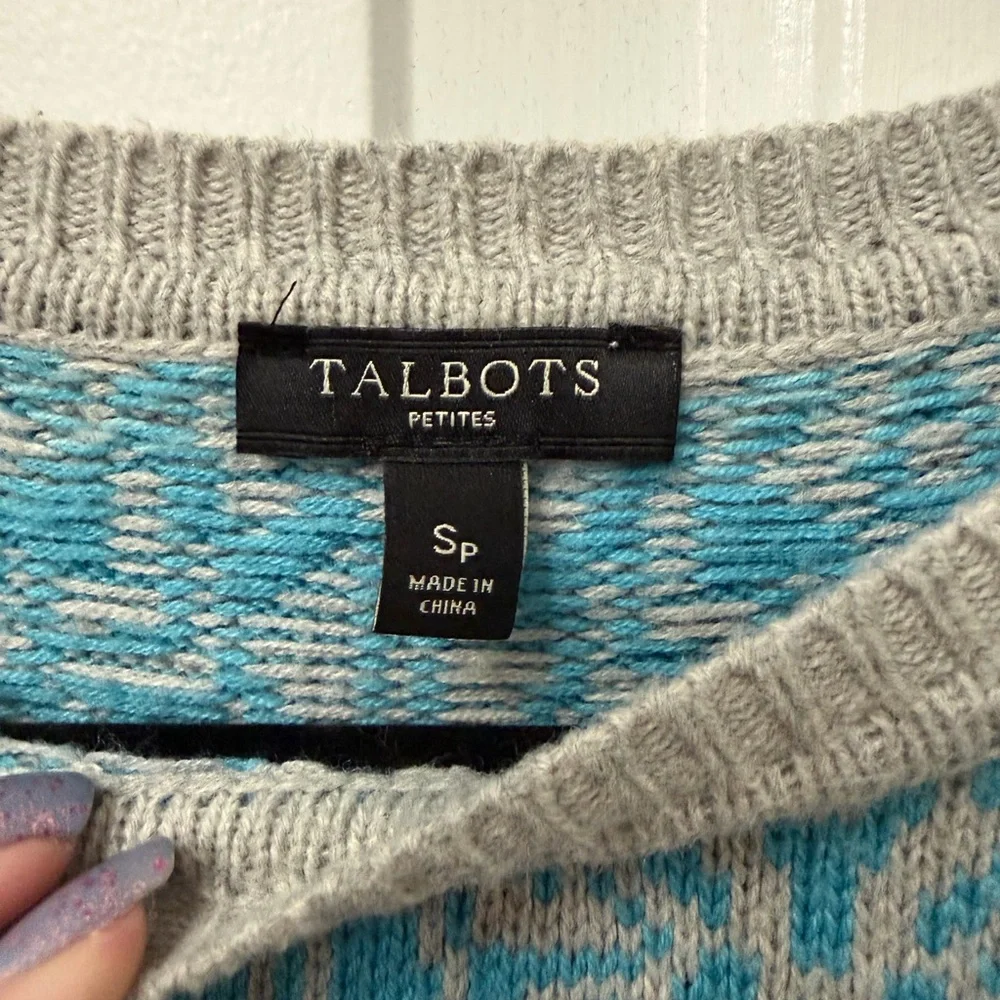 TALBOTS
PETITES
SP
MADE IN
CHINA